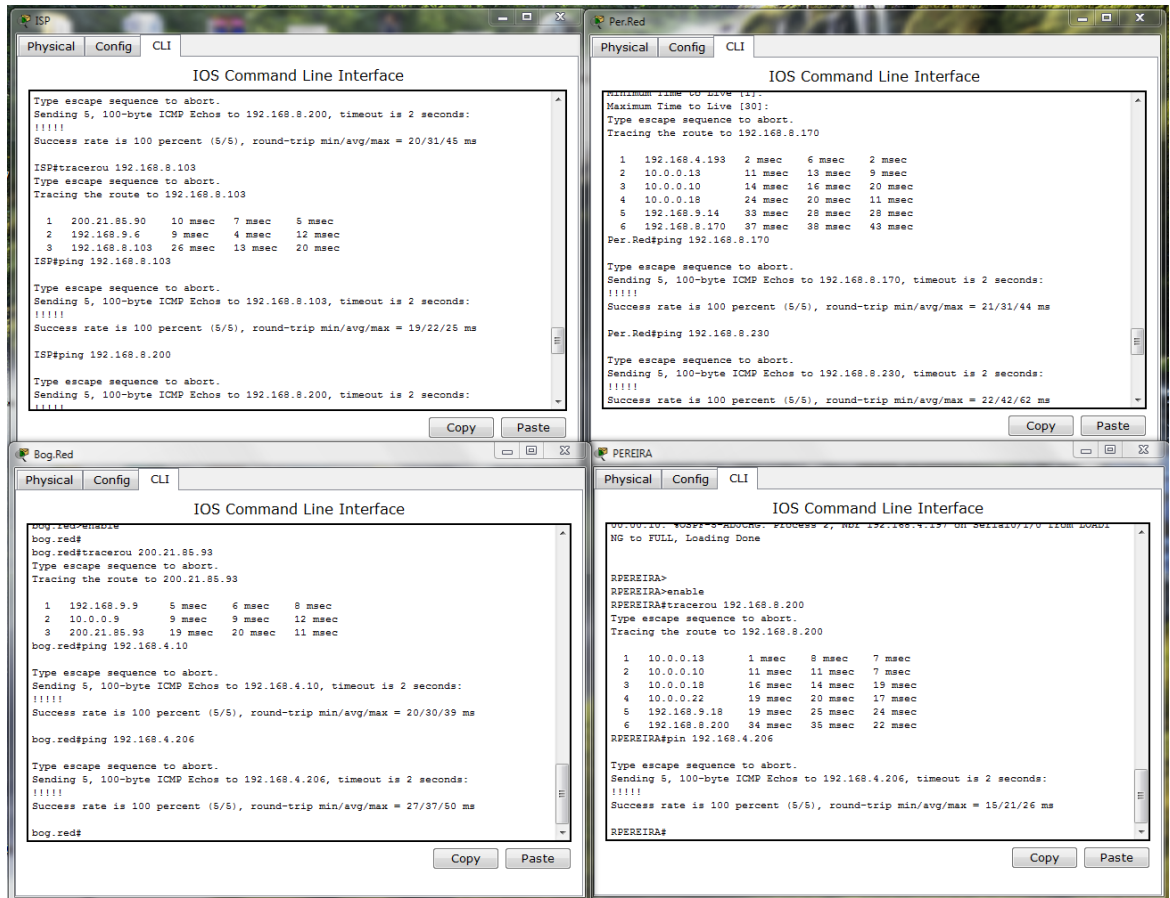 ISP
Physical Config CLI
IOS Command Line Interface
Type escape sequence to abort.
Sending 5, 100-byte ICMP Echos to 192.168.8.200, timeout is 2 seconds:
!!!!!
Success rate is 100 percent (5/5), round-trip min/avg/max = 20/31/45 ms
ISP#tracerou 192.168.8.103
Type escape sequence to abort.
Tracing the route to 192.168.8.103
1 200.21.85.90 10 msec 7 msec 5 msec
2 192.168.9.6 9 msec 4 msec 12 msec
3 192.168.8.103 26 msec 13 msec 20 msec
ISP#ping 192.168.8.103
Type escape sequence to abort.
Sending 5, 100-byte ICMP Echos to 192.168.8.103, timeout is 2 seconds:
!!!!!
Success rate is 100 percent (5/5), round-trip min/avg/max = 19/22/25 ms
ISP#ping 192.168.8.200
Type escape sequence to abort.
Sending 5, 100-byte ICMP Echos to 192.168.8.200, timeout is 2 seconds:
!!!!!
Copy Paste
Per.Red
Physical Config CLI
IOS Command Line Interface
Minimum Time to Live [1]:
Maximum Time to Live [30]:
Type escape sequence to abort.
Tracing the route to 192.168.8.170
1 192.168.4.193 2 msec 6 msec 2 msec
2 10.0.0.13 11 msec 13 msec 9 msec
3 10.0.0.10 14 msec 16 msec 20 msec
4 10.0.0.18 24 msec 20 msec 11 msec
5 192.168.9.14 33 msec 28 msec 28 msec
6 192.168.8.170 37 msec 38 msec 43 msec
Per.Red#ping 192.168.8.170
Type escape sequence to abort.
Sending 5, 100-byte ICMP Echos to 192.168.8.170, timeout is 2 seconds:
!!!!!
Success rate is 100 percent (5/5), round-trip min/avg/max = 21/31/44 ms
Per.Red#ping 192.168.8.230
Type escape sequence to abort.
Sending 5, 100-byte ICMP Echos to 192.168.8.230, timeout is 2 seconds:
!!!!!
Success rate is 100 percent (5/5), round-trip min/avg/max = 22/42/62 ms
Copy Paste
Bog.Red
Physical Config CLI
IOS Command Line Interface
bog.red>enable
bog.red#
bog.red#tracerou 200.21.85.93
Type escape sequence to abort.
Tracing the route to 200.21.85.93
1 192.168.9.9 5 msec 6 msec 8 msec
2 10.0.0.9 9 msec 9 msec 12 msec
3 200.21.85.93 19 msec 20 msec 11 msec
bog.red#ping 192.168.4.10
Type escape sequence to abort.
Sending 5, 100-byte ICMP Echos to 192.168.4.10, timeout is 2 seconds:
!!!!!
Success rate is 100 percent (5/5), round-trip min/avg/max = 20/30/39 ms
bog.red#ping 192.168.4.206
Type escape sequence to abort.
Sending 5, 100-byte ICMP Echos to 192.168.4.206, timeout is 2 seconds:
!!!!!
Success rate is 100 percent (5/5), round-trip min/avg/max = 27/37/50 ms
bog.red#
Copy Paste
PEREIRA
Physical Config CLI
IOS Command Line Interface
00:00:10: %OSPF-5-ADJCHG: Process 2, Nbr 192.168.4.197 on Serial0/1/0 from LOADI
NG to FULL, Loading Done
RPEREIRA>
RPEREIRA>enable
RPEREIRA#tracerou 192.168.8.200
Type escape sequence to abort.
Tracing the route to 192.168.8.200
1 10.0.0.13 1 msec 8 msec 7 msec
2 10.0.0.10 11 msec 11 msec 7 msec
3 10.0.0.18 16 msec 14 msec 19 msec
4 10.0.0.22 19 msec 20 msec 17 msec
5 192.168.9.18 19 msec 25 msec 24 msec
6 192.168.8.200 34 msec 35 msec 22 msec
RPEREIRA#pin 192.168.4.206
Type escape sequence to abort.
Sending 5, 100-byte ICMP Echos to 192.168.4.206, timeout is 2 seconds:
!!!!!
Success rate is 100 percent (5/5), round-trip min/avg/max = 15/21/26 ms
RPEREIRA#
Copy Paste